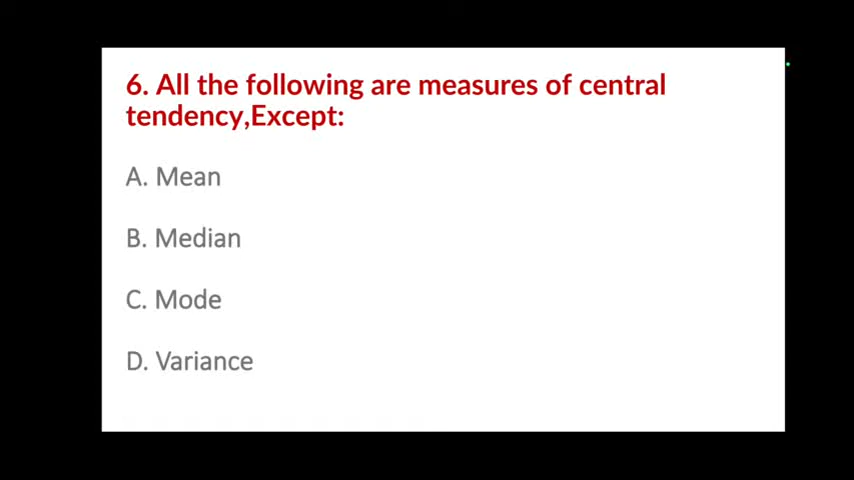 6. All the following are measures of central
tendency,Except:
A. Mean
B. Median
C. Mode
D. Variance